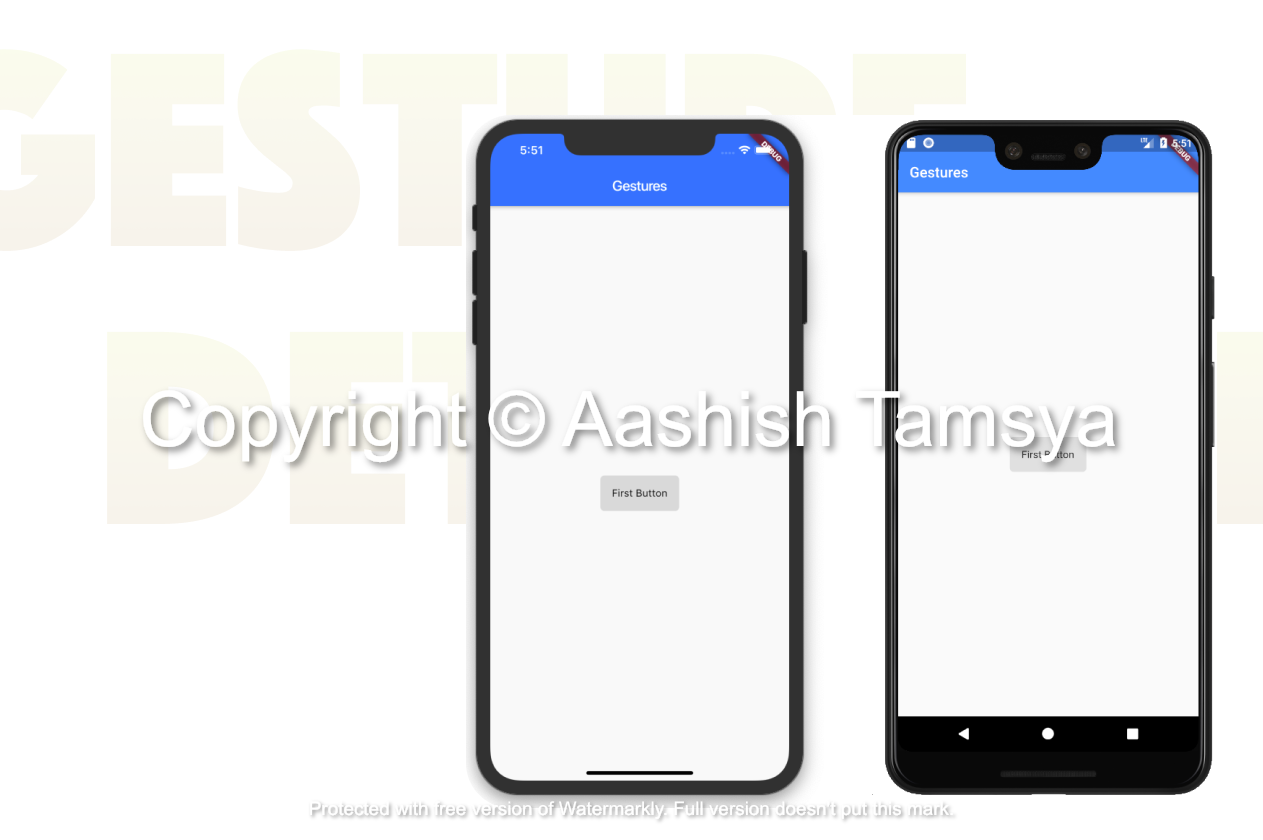 GESTURE
5:51
DEBUG
Gestures
5:51
DEBUG
Gestures
Copyright © Aashish Tamsya
First Button
First Button
Protected with free version of Watermarkly. Full version doesn't put this mark.